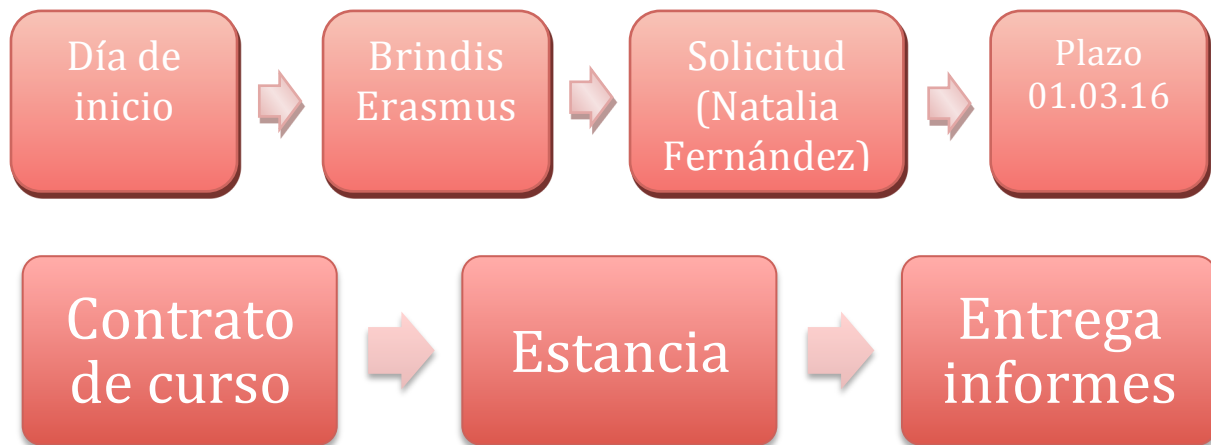 Día de
inicio
Brindis
Erasmus
Solicitud
(Natalia
Fernández)
Plazo
01.03.16
Contrato
de curso
Estancia
Entrega
informes